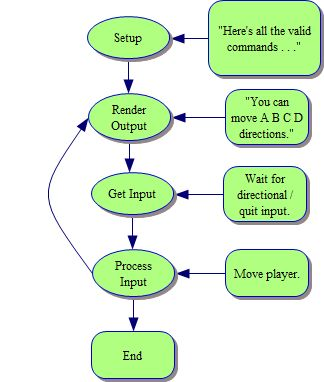 Setup
"Here's all the valid
commands . . ."
Render
Output
"You can
move A B C D
directions."
Get Input
Wait for
directional /
quit input.
Process
Input
Move player.
End